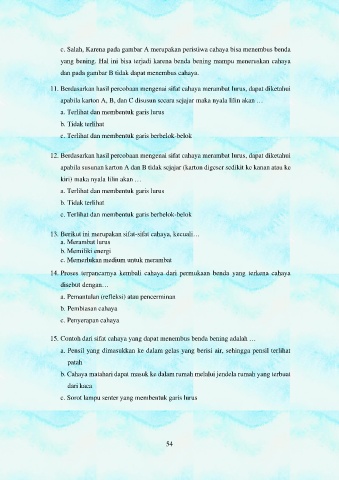 c. Salah, Karena pada gambar A merupakan peristiwa cahaya bisa menembus benda
yang bening. Hal ini bisa terjadi karena benda bening mampu meneruskan cahaya
dan pada gambar B tidak dapat menembus cahaya.
11. Berdasarkan hasil percobaan mengenai sifat cahaya merambat lurus, dapat diketahui
apabila karton A, B, dan C disusun secara sejajar maka nyala lilin akan …
a. Terlihat dan membentuk garis lurus
b. Tidak terlihat
c. Terlihat dan membentuk garis berbelok-belok
12. Berdasarkan hasil percobaan mengenai sifat cahaya merambat lurus, dapat diketahui
apabila susunan karton A dan B tidak sejajar (karton digeser sedikit ke kanan atau ke
kiri) maka nyala lilin akan …
a. Terlihat dan membentuk garis lurus
b. Tidak terlihat
c. Terlihat dan membentuk garis berbelok-belok
13. Berikut ini merupakan sifat-sifat cahaya, kecuali…
a. Merambat lurus
b. Memiliki energi
c. Memerlukan medium untuk merambat
14. Proses terpancarnya kembali cahaya dari permukaan benda yang terkena cahaya
disebut dengan…
a. Pemantulan (refleksi) atau pencerminan
b. Pembiasan cahaya
c. Penyerapan cahaya
15. Contoh dari sifat cahaya yang dapat menembus benda bening adalah …
a. Pensil yang dimasukkan ke dalam gelas yang berisi air, sehingga pensil terlihat
patah
b. Cahaya matahari dapat masuk ke dalam rumah melalui jendela rumah yang terbuat
dari kaca
c. Sorot lampu senter yang membentuk garis lurus
54